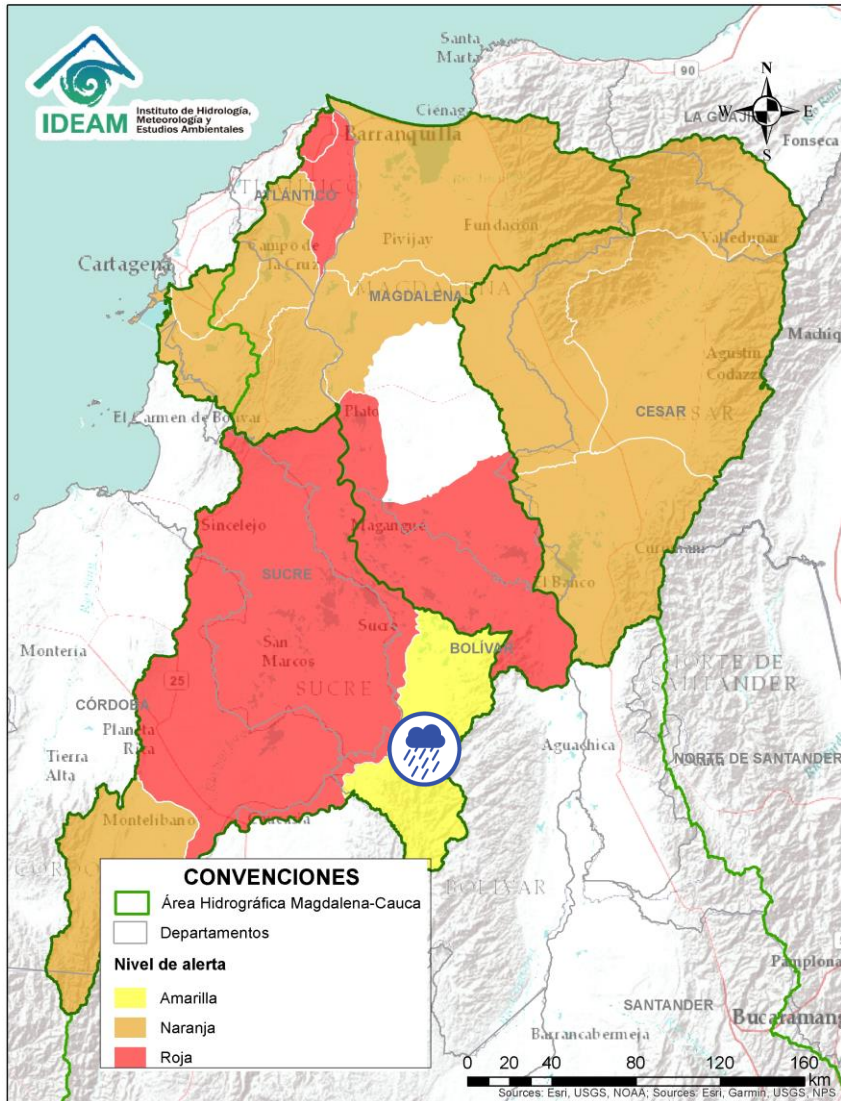 IDEAM
Instituto de Hidrología,
Meteorología y
Estudios Ambientales
Santa
Marta
90
N
W
E
S
LA GUAJI
Fonseca
Ciénaga
Barranquilla
ATLÁNTICO
Campo de
la Cruz
Pivijay
Fundación
Valledupar
Cartagena
MAGDALENA
MAGDALENA
Machiq
Agustín
Codazzi
El Carmen de Bolívar
Plato
CESAR
CESAR
Sincelejo
Magangué
SUCRE
El Banco
Sucre
BOLÍVAR
Montería
San
Marcos
SUCRE
25
CÓRDOBA
Planeta
Rica
NORTE DE
SANTANDER
Tierra
Alta
Aguachica
NORTE DE SANTANDER
Montelíbano
CONVENCIONES
Área Hidrográfica Magdalena-Cauca
Departamentos
Nivel de alerta
Amarilla
Naranja
Roja
BOLÍVAR
Pamplona
SANTANDER
Bucaramang
Barrancabermeja
0 20 40 80 120 160
km
Sources: Esri, USGS, NOAA; Sources: Esri, Garmin, USGS, NPS